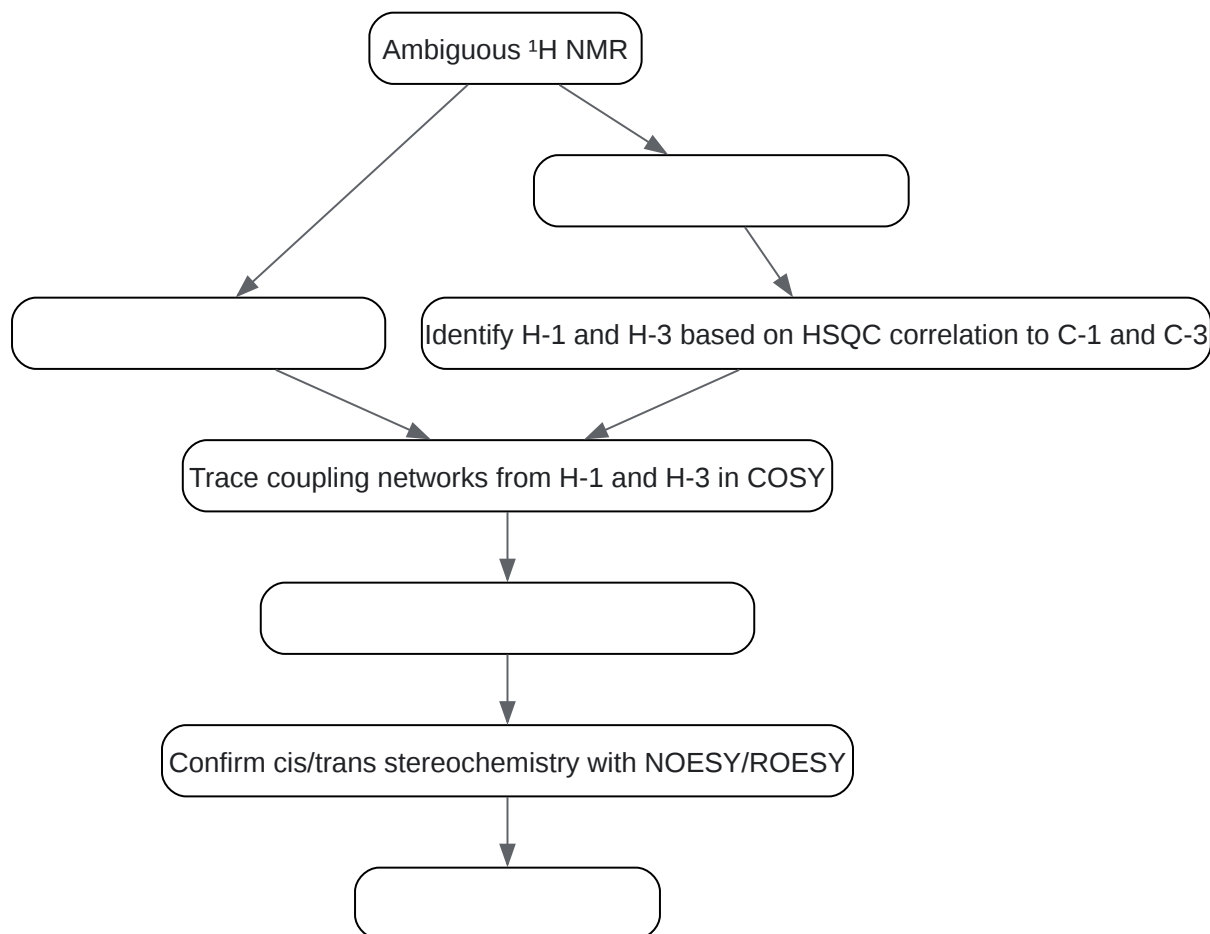 Ambiguous ¹H NMR
Identify H-1 and H-3 based on HSQC correlation to C-1 and C-3
Trace coupling networks from H-1 and H-3 in COSY
Confirm cis/trans stereochemistry with NOESY/ROESY